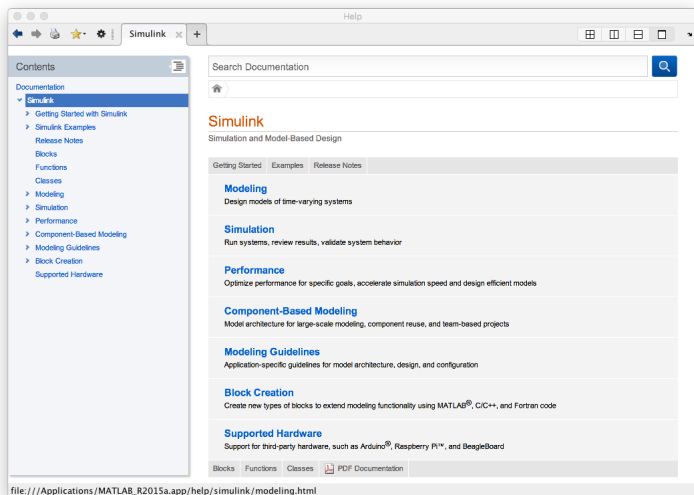 Help
Simulink
Contents
Documentation
Simulink
Getting Started with Simulink
Simulink Examples
Release Notes
Blocks
Functions
Classes
Modeling
Simulation
Performance
Component-Based Modeling
Modeling Guidelines
Block Creation
Supported Hardware
Search Documentation
Simulink
Simulation and Model-Based Design
Getting Started Examples Release Notes
Modeling
Design models of time-varying systems
Simulation
Run systems, review results, validate system behavior
Performance
Optimize performance for specific goals, accelerate simulation speed and design efficient models
Component-Based Modeling
Model architecture for large-scale modeling, component reuse, and team-based projects
Modeling Guidelines
Application-specific guidelines for model architecture, design, and configuration
Block Creation
Create new types of blocks to extend modeling functionality using MATLAB®, C/C++, and Fortran code
Supported Hardware
Support for third-party hardware, such as Arduino®, Raspberry Pi™, and BeagleBoard
Blocks Functions Classes PDF Documentation
file:///Applications/MATLAB_R2015a.app/help/simulink/modeling.html